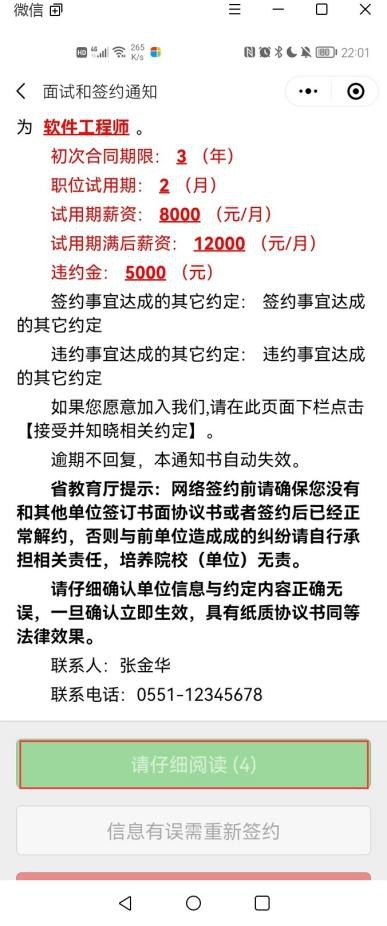 微信
HD 4G 265 K/s 80 22:01
面试和签约通知
为 软件工程师 。
初次合同期限: 3 (年)
职位试用期: 2 (月)
试用期薪资: 8000 (元/月)
试用期满后薪资: 12000 (元/月)
违约金: 5000 (元)
签约事宜达成的其它约定: 签约事宜达成
的其它约定
违约事宜达成的其它约定: 违约事宜达成
的其它约定
如果您愿意加入我们,请在此页面下栏点击
【接受并知晓相关约定】。
逾期不回复，本通知书自动失效。
省教育厅提示：网络签约前请确保您没有
和其他单位签订书面协议书或者签约后已经正
常解约，否则与前单位造成成的纠纷请自行承
担相关责任，培养院校（单位）无责。
请仔细确认单位信息与约定内容正确无
误，一旦确认立即生效，具有纸质协议书同等
法律效果。
联系人：张金华
联系电话：0551-12345678
请仔细阅读 (4)
信息有误需重新签约